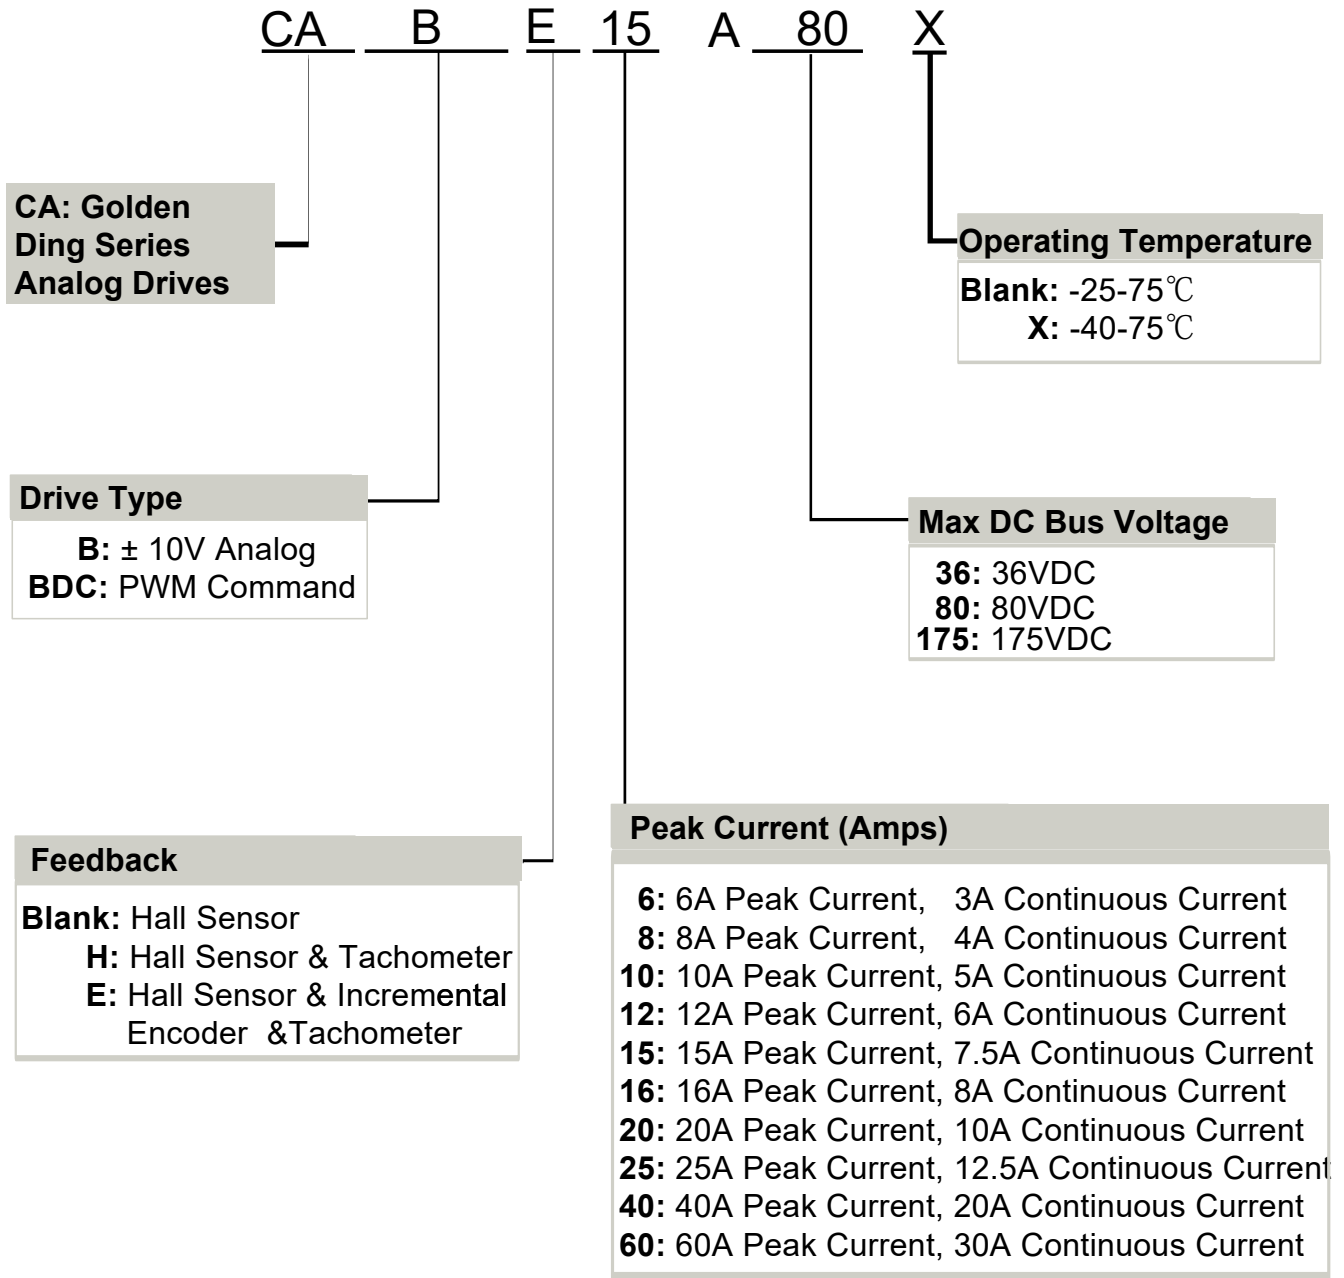 CA B E 15 A 80 X
CA: Golden
Ding Series
Analog Drives
Operating Temperature
Blank: -25-75℃
X: -40-75℃
Drive Type
B: ± 10V Analog
BDC: PWM Command
Max DC Bus Voltage
36: 36VDC
80: 80VDC
175: 175VDC
Feedback
Blank: Hall Sensor
H: Hall Sensor & Tachometer
E: Hall Sensor & Incremental
Encoder &Tachometer
Peak Current (Amps)
6: 6A Peak Current, 3A Continuous Current
8: 8A Peak Current, 4A Continuous Current
10: 10A Peak Current, 5A Continuous Current
12: 12A Peak Current, 6A Continuous Current
15: 15A Peak Current, 7.5A Continuous Current
16: 16A Peak Current, 8A Continuous Current
20: 20A Peak Current, 10A Continuous Current
25: 25A Peak Current, 12.5A Continuous Current
40: 40A Peak Current, 20A Continuous Current
60: 60A Peak Current, 30A Continuous Current